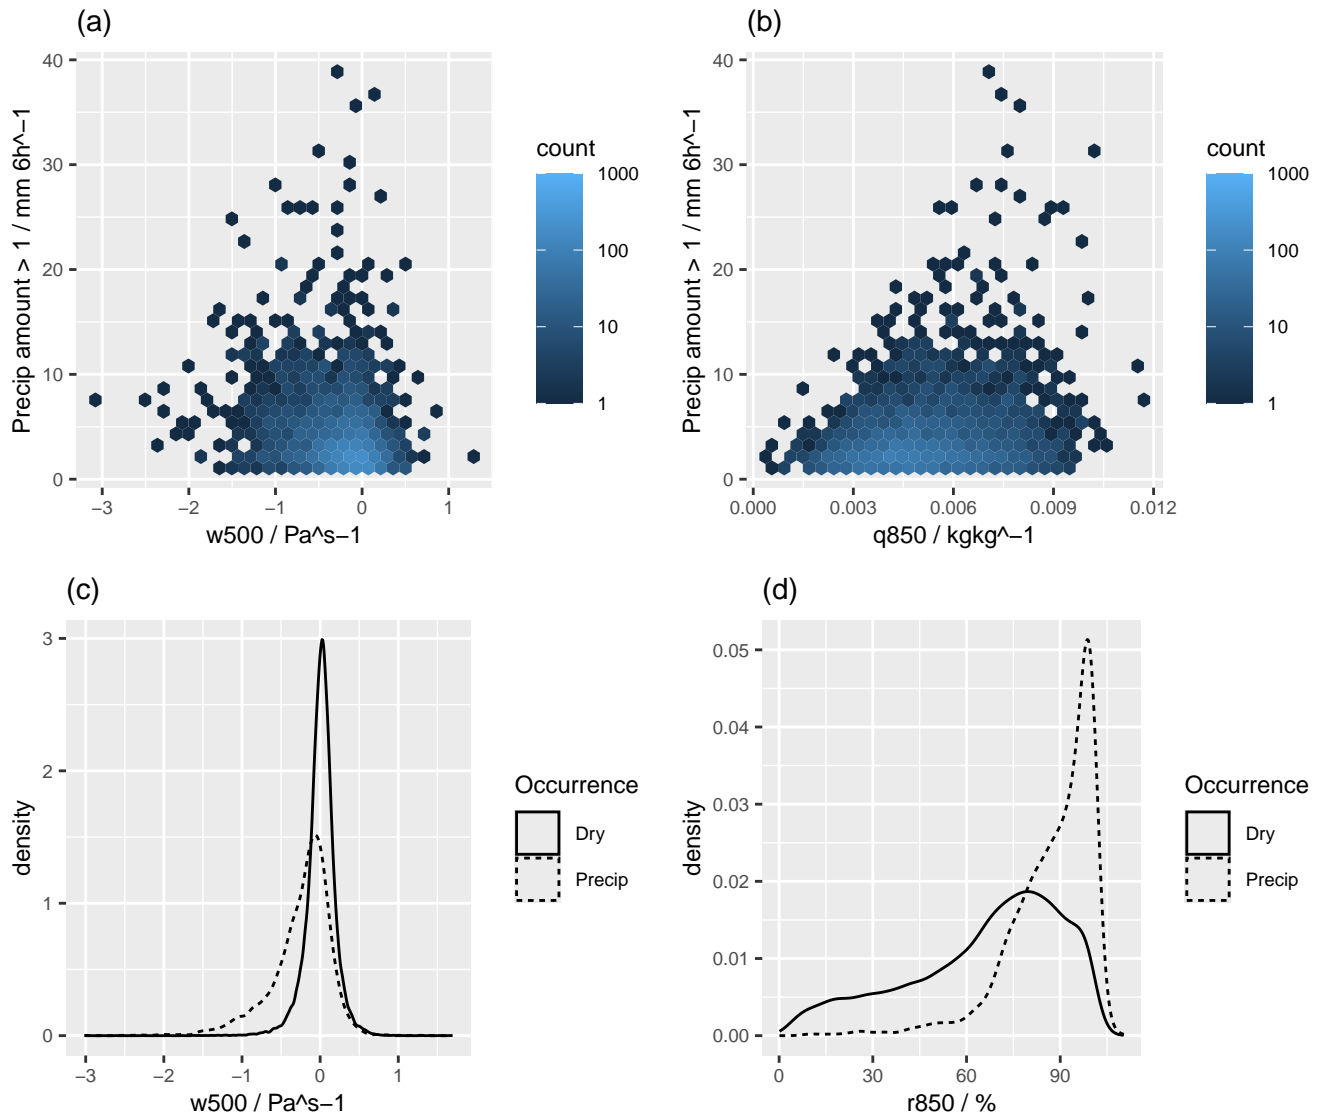 (a)
Precip amount > 1 / mm 6h^−1
40
30
20
10
0
−3
−2
−1
0
1
w500 / Pa^s−1
count
1000
100
10
1
(b)
Precip amount > 1 / mm 6h^−1
40
30
20
10
0
0.000
0.003
0.006
0.009
0.012
q850 / kgkg^−1
count
1000
100
10
1
(c)
density
3
2
1
0
−3
−2
−1
0
1
w500 / Pa^s−1
Occurrence
Dry
Precip
(d)
density
0.05
0.04
0.03
0.02
0.01
0.00
0
30
60
90
r850 / %
Occurrence
Dry
Precip